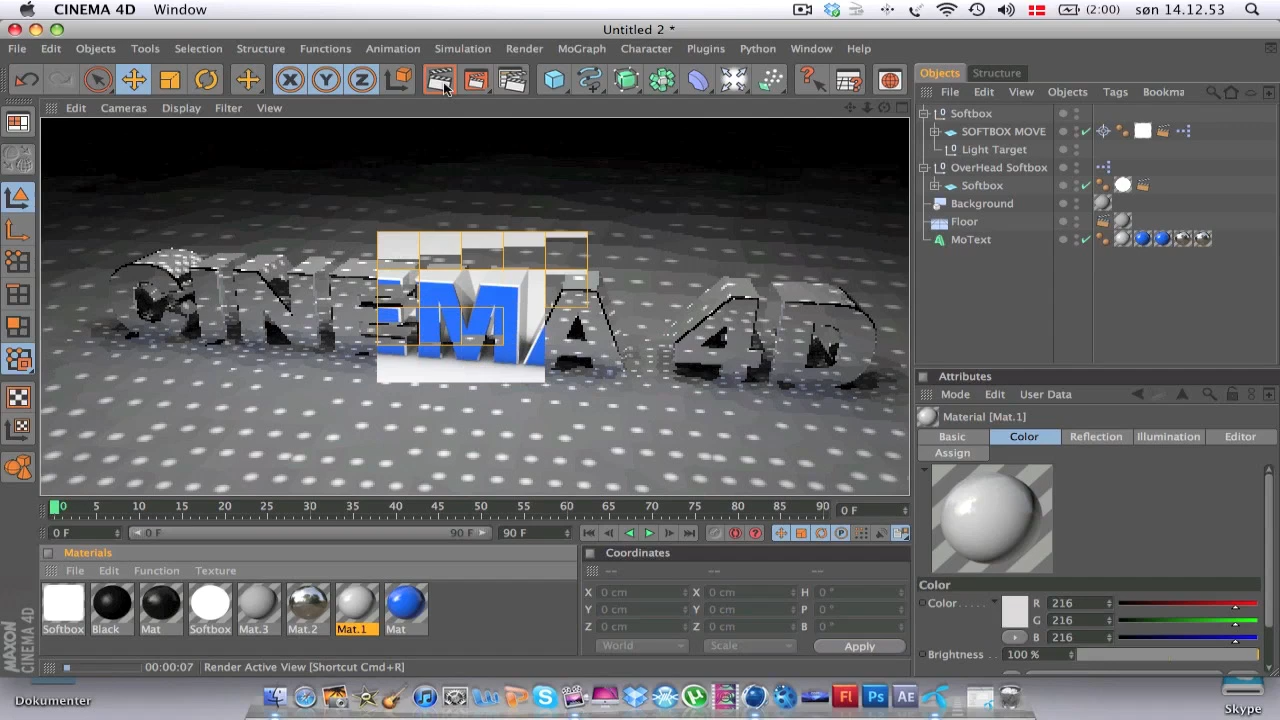 CINEMA 4D Window (2:00) søn 14.12.53
Untitled 2 *
File Edit Objects Tools Selection Structure Functions Animation Simulation Render MoGraph Character Plugins Python Window Help
X Y Z
Objects Structure
Edit Cameras Display Filter View
File Edit View Objects Tags Bookma
Softbox
SOFTBOX MOVE
Light Target
OverHead Softbox
Softbox
Background
Floor
MoText
CINEMA 4D
Attributes
Mode Edit User Data
Material [Mat.1]
Basic Color Reflection Illumination Editor
Assign
0 5 10 15 20 25 30 35 40 45 50 55 60 65 70 75 80 85 90 0 F
0 F 0 F 90 F 90 F
Materials
File Edit Function Texture
Softbox Black Mat Softbox Mat.3 Mat.2 Mat.1 Mat
Coordinates
-- -- --
X 0 cm X 0 cm H 0 °
Y 0 cm Y 0 cm P 0 °
Z 0 cm Z 0 cm B 0 °
World Scale Apply
Color
Color R 216
G 216
B 216
Brightness 100 %
MAXON CINEMA 4D
00:00:07 Render Active View [Shortcut Cmd+R]
Dokumenter
Fl Ps Ae
Skype